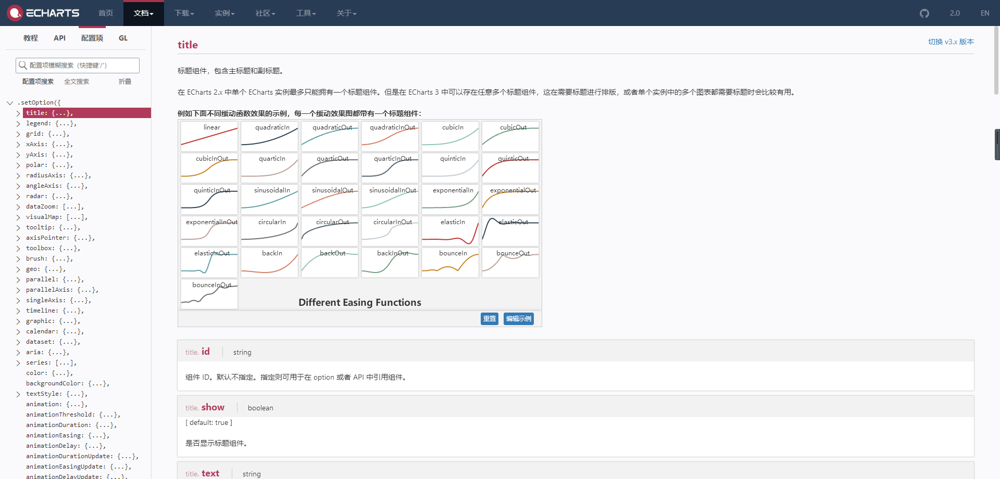 ECHARTS 首页 文档 下载 实例 社区 工具 关于 2.0 EN
教程 API 配置项 GL
配置项模糊搜索（快捷键'/'）
配置项搜索 全文搜索 折叠
.setOption({
title: {...},
legend: {...},
grid: {...},
xAxis: {...},
yAxis: {...},
polar: {...},
radiusAxis: {...},
angleAxis: {...},
radar: {...},
dataZoom: [...],
visualMap: [...],
tooltip: {...},
axisPointer: {...},
toolbox: {...},
brush: {...},
geo: {...},
parallel: {...},
parallelAxis: {...},
singleAxis: {...},
timeline: {...},
graphic: {...},
calendar: {...},
dataset: {...},
aria: {...},
series: [...],
color: {...},
backgroundColor: {...},
textStyle: {...},
animation: {...},
animationThreshold: {...},
animationDuration: {...},
animationEasing: {...},
animationDelay: {...},
animationDurationUpdate: {...},
animationEasingUpdate: {...},
animationDelayUpdate: {...},
title
切换 v3.x 版本
标题组件，包含主标题和副标题。
在 ECharts 2.x 中单个 ECharts 实例最多只能拥有一个标题组件。但是在 ECharts 3 中可以存在任意多个标题组件，这在需要标题进行排版，或者单个实例中的多个图表都需要标题时会比较有用。
例如下面不同缓动函数效果的示例，每一个缓动效果图都带有一个标题组件：
linear quadraticIn quadraticOut quadraticInOut cubicIn cubicOut
cubicInOut quarticIn quarticOut quarticInOut quinticIn quinticOut
quinticInOut sinusoidalIn sinusoidalOut sinusoidalInOut exponentialIn exponentialOut
exponentialInOut circularIn circularOut circularInOut elasticIn elasticOut
elasticInOut backIn backOut backInOut bounceIn bounceOut
bounceInOut
Different Easing Functions
重置 编辑示例
title. id string
组件 ID。默认不指定。指定则可用于在 option 或者 API 中引用组件。
title. show boolean
[ default: true ]
是否显示标题组件。
title. text string